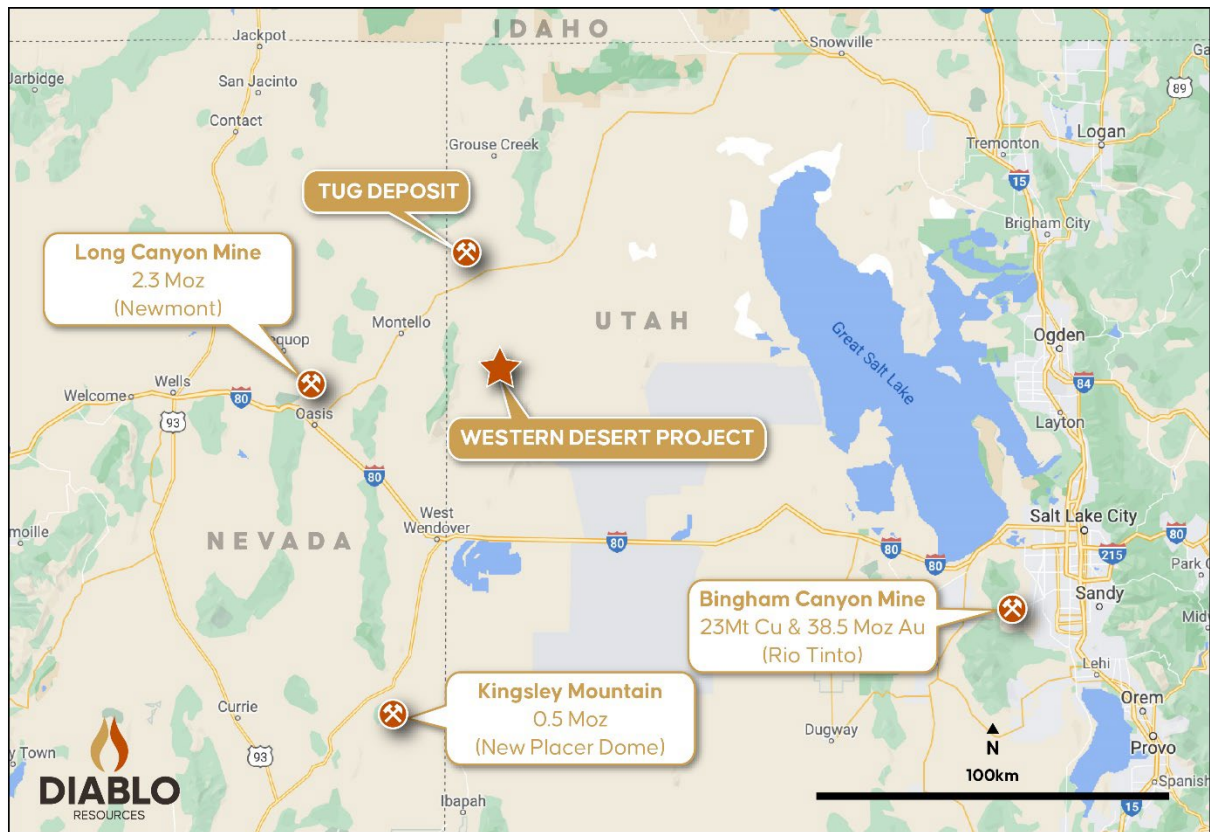 IDAHO
Jackpot
Snowville
Jarbidge
San Jacinto
89
Contact
Logan
Grouse Creek
Tremonton
15
TUG DEPOSIT
Brigham City
Long Canyon Mine
2.3 Moz
(Newmont)
Montello
UTAH
Great Salt Lake
Ogden
Wells
Welcome
80
Oasis
93
84
Layton
WESTERN DESERT PROJECT
80
West
Wendover
Salt Lake City
NEVADA
80
80
80
80
215
Bingham Canyon Mine
23Mt Cu & 38.5 Moz Au
(Rio Tinto)
Sandy
Lehi
Kingsley Mountain
0.5 Moz
(New Placer Dome)
Currie
Orem
Dugway
N
Provo
100km
93
DIABLO
RESOURCES
Ibapah
Spanish
15